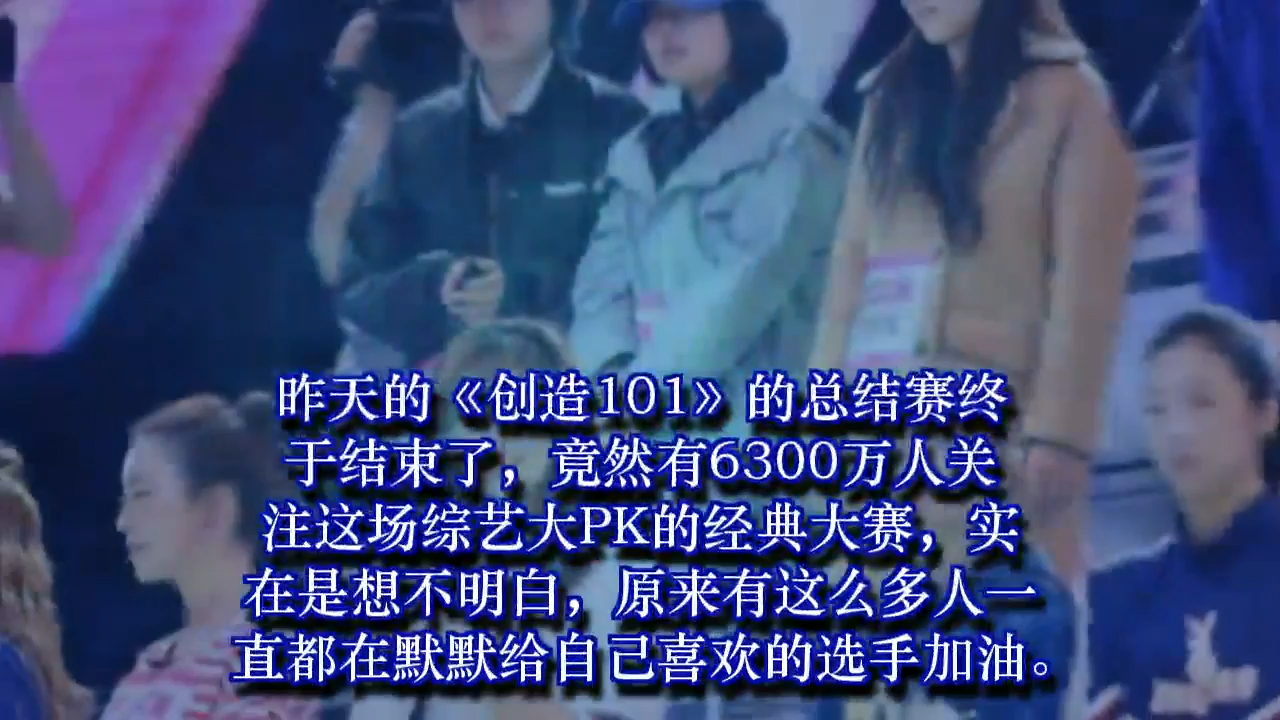 昨天的《创造101》的总结赛终
于结束了，竟然有6300万人关
注这场综艺大PK的经典大赛，实
在是想不明白，原来有这么多人一
直都在默默给自己喜欢的选手加油。